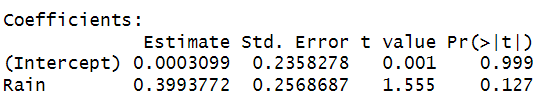 Coefficients:
Estimate Std. Error t value Pr(>|t|)
(Intercept) 0.0003099 0.2358278 0.001 0.999
Rain 0.3993772 0.2568687 1.555 0.127